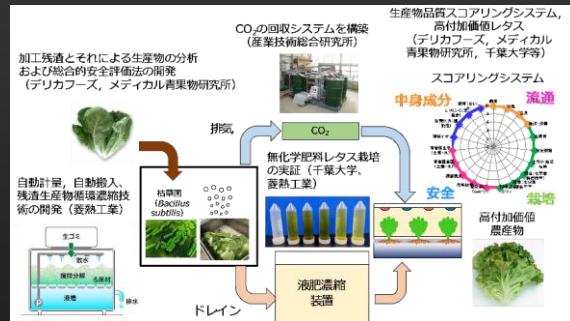 加工残渣とそれによる生産物の分析
および総合的安全評価法の開発
（デリカフーズ，メディカル青果物研究所）
CO₂の回収システムを構築
（産業技術総合研究所）
生産物品質スコアリングシステム，
高付加価値レタス
（デリカフーズ，メディカル
青果物研究所，千葉大学等）
スコアリングシステム
中身成分
流通
安全
栽培
排気
CO₂
自動計量，自動搬入、
残渣生産物循環濃縮技
術の開発（菱熱工業）
枯草菌
（Bacillus
subtilis）
無化学肥料レタス栽培
の実証（千葉大学、
菱熱工業）
高付加価値
農産物
生ゴミ
散水
液槽
排水
ドレイン
液肥濃縮
装置